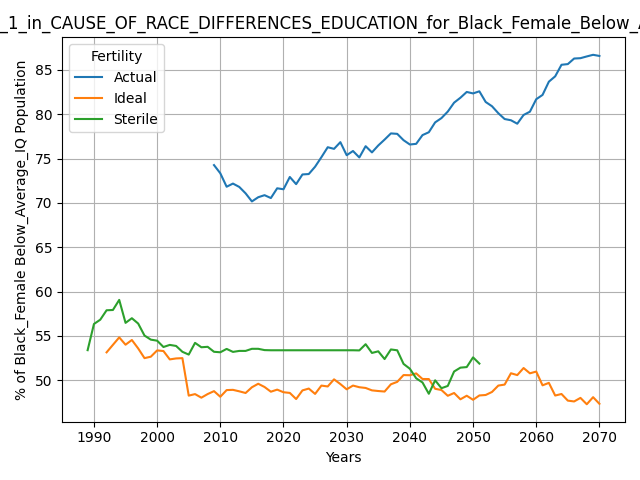 _1_in_CAUSE_OF_RACE_DIFFERENCES_EDUCATION_for_Black_Female_Below_
Fertility
Actual
Ideal
Sterile
% of Black_Female Below_Average_IQ Population
85
80
75
70
65
60
55
50
1990 2000 2010 2020 2030 2040 2050 2060 2070
Years